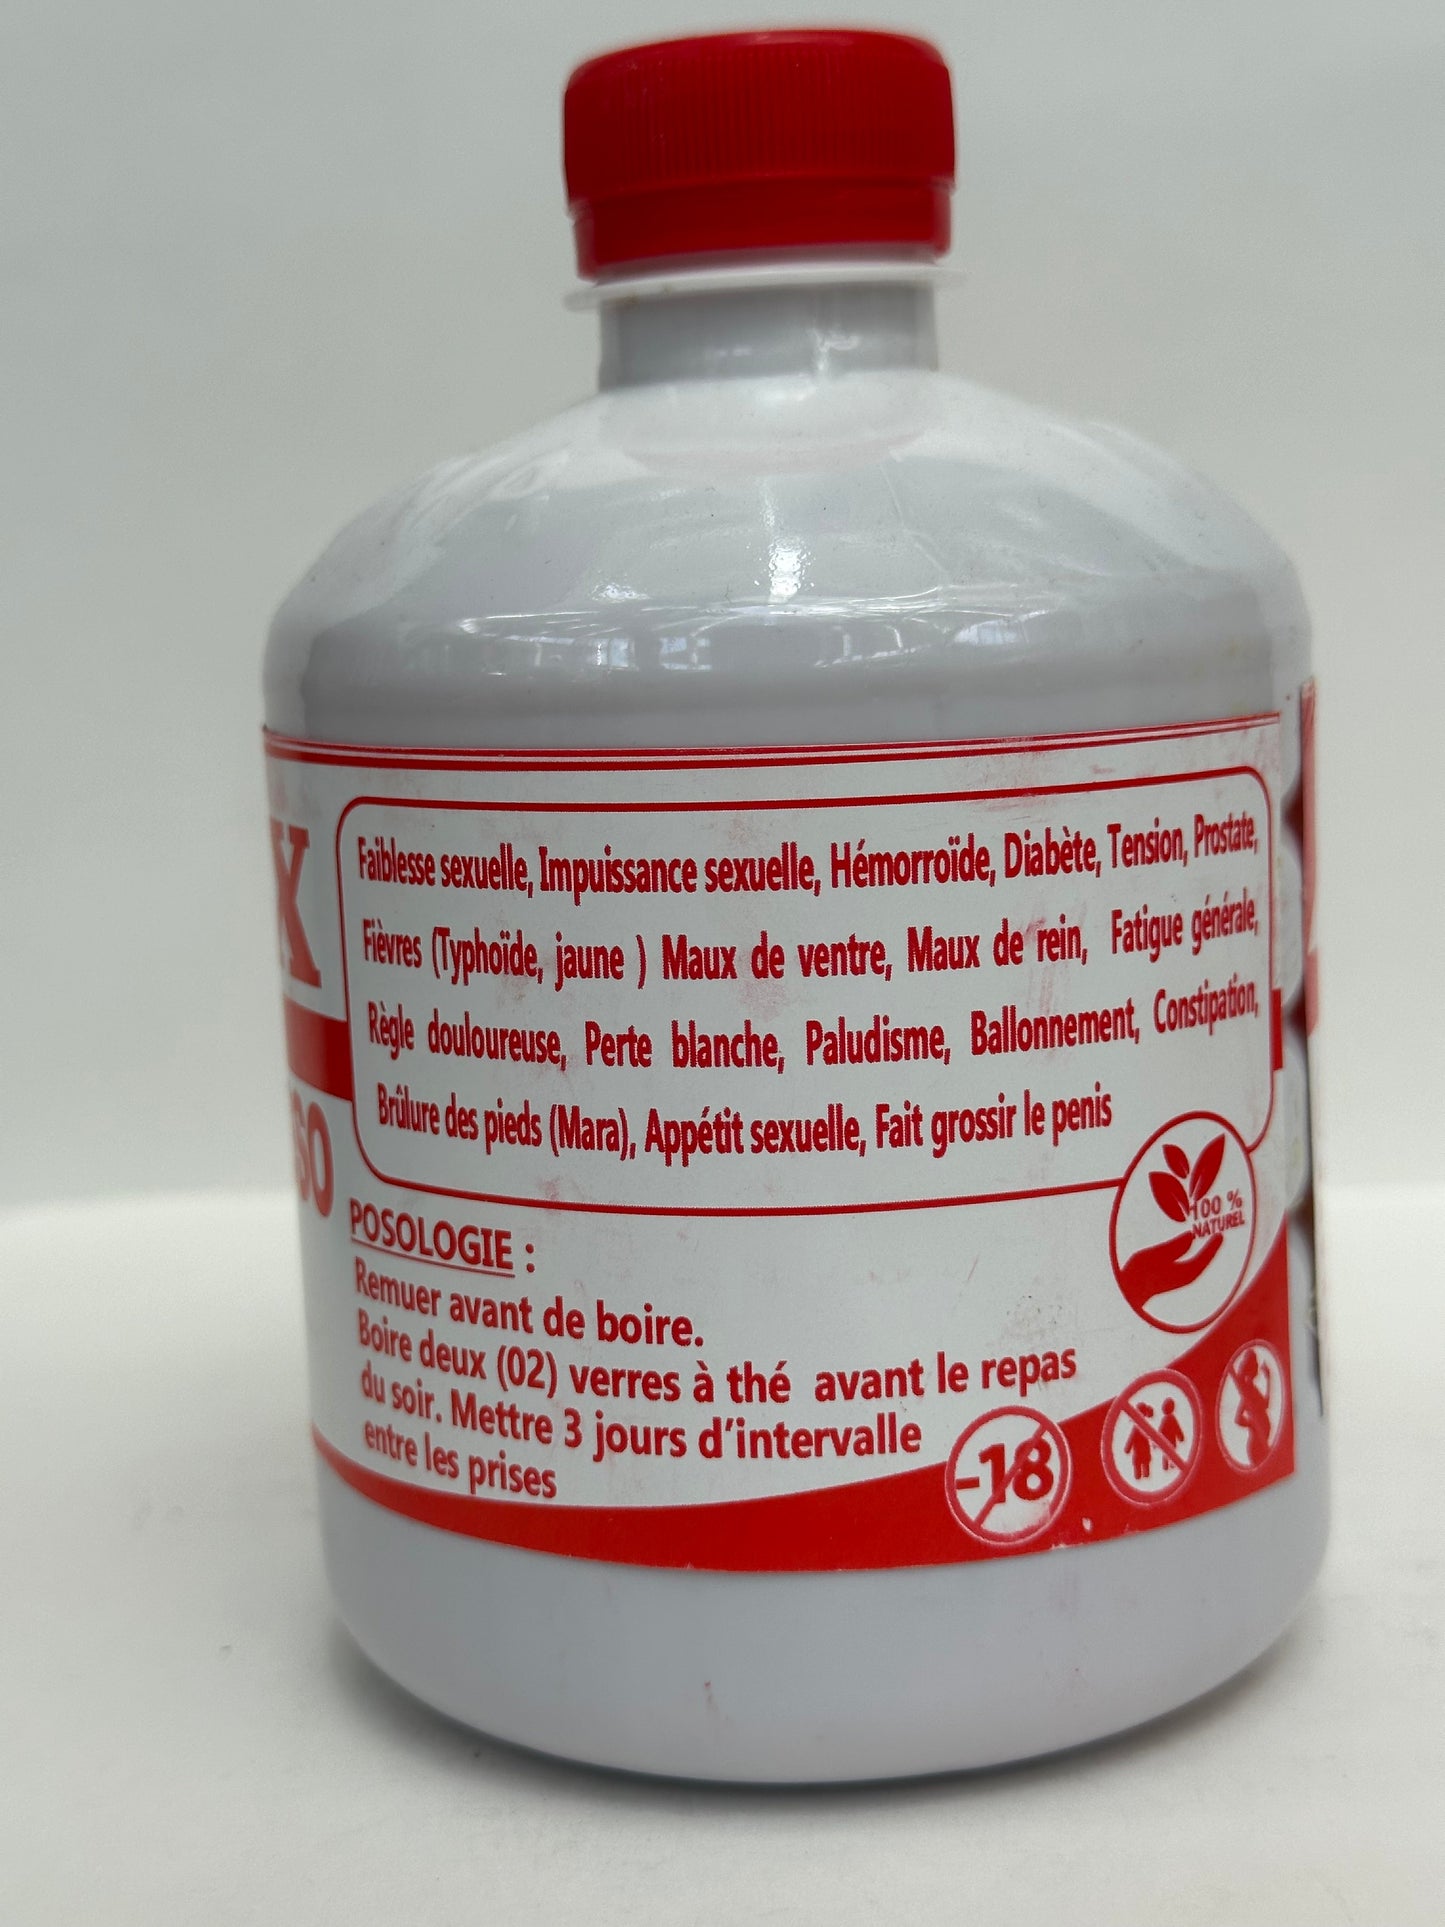 Faiblesse sexuelle, Impuissance sexuelle, Hémorroïde, Diabète, Tension, Prostate,
Fièvres (Typhoïde, jaune ) Maux de ventre, Maux de rein, Fatigue générale,
Règle douloureuse, Perte blanche, Paludisme, Ballonnement, Constipation,
Brûlure des pieds (Mara), Appétit sexuelle, Fait grossir le penis
100 %
NATUREL
POSOLOGIE :
Remuer avant de boire.
Boire deux (02) verres à thé avant le repas
du soir. Mettre 3 jours d'intervalle
entre les prises
-18